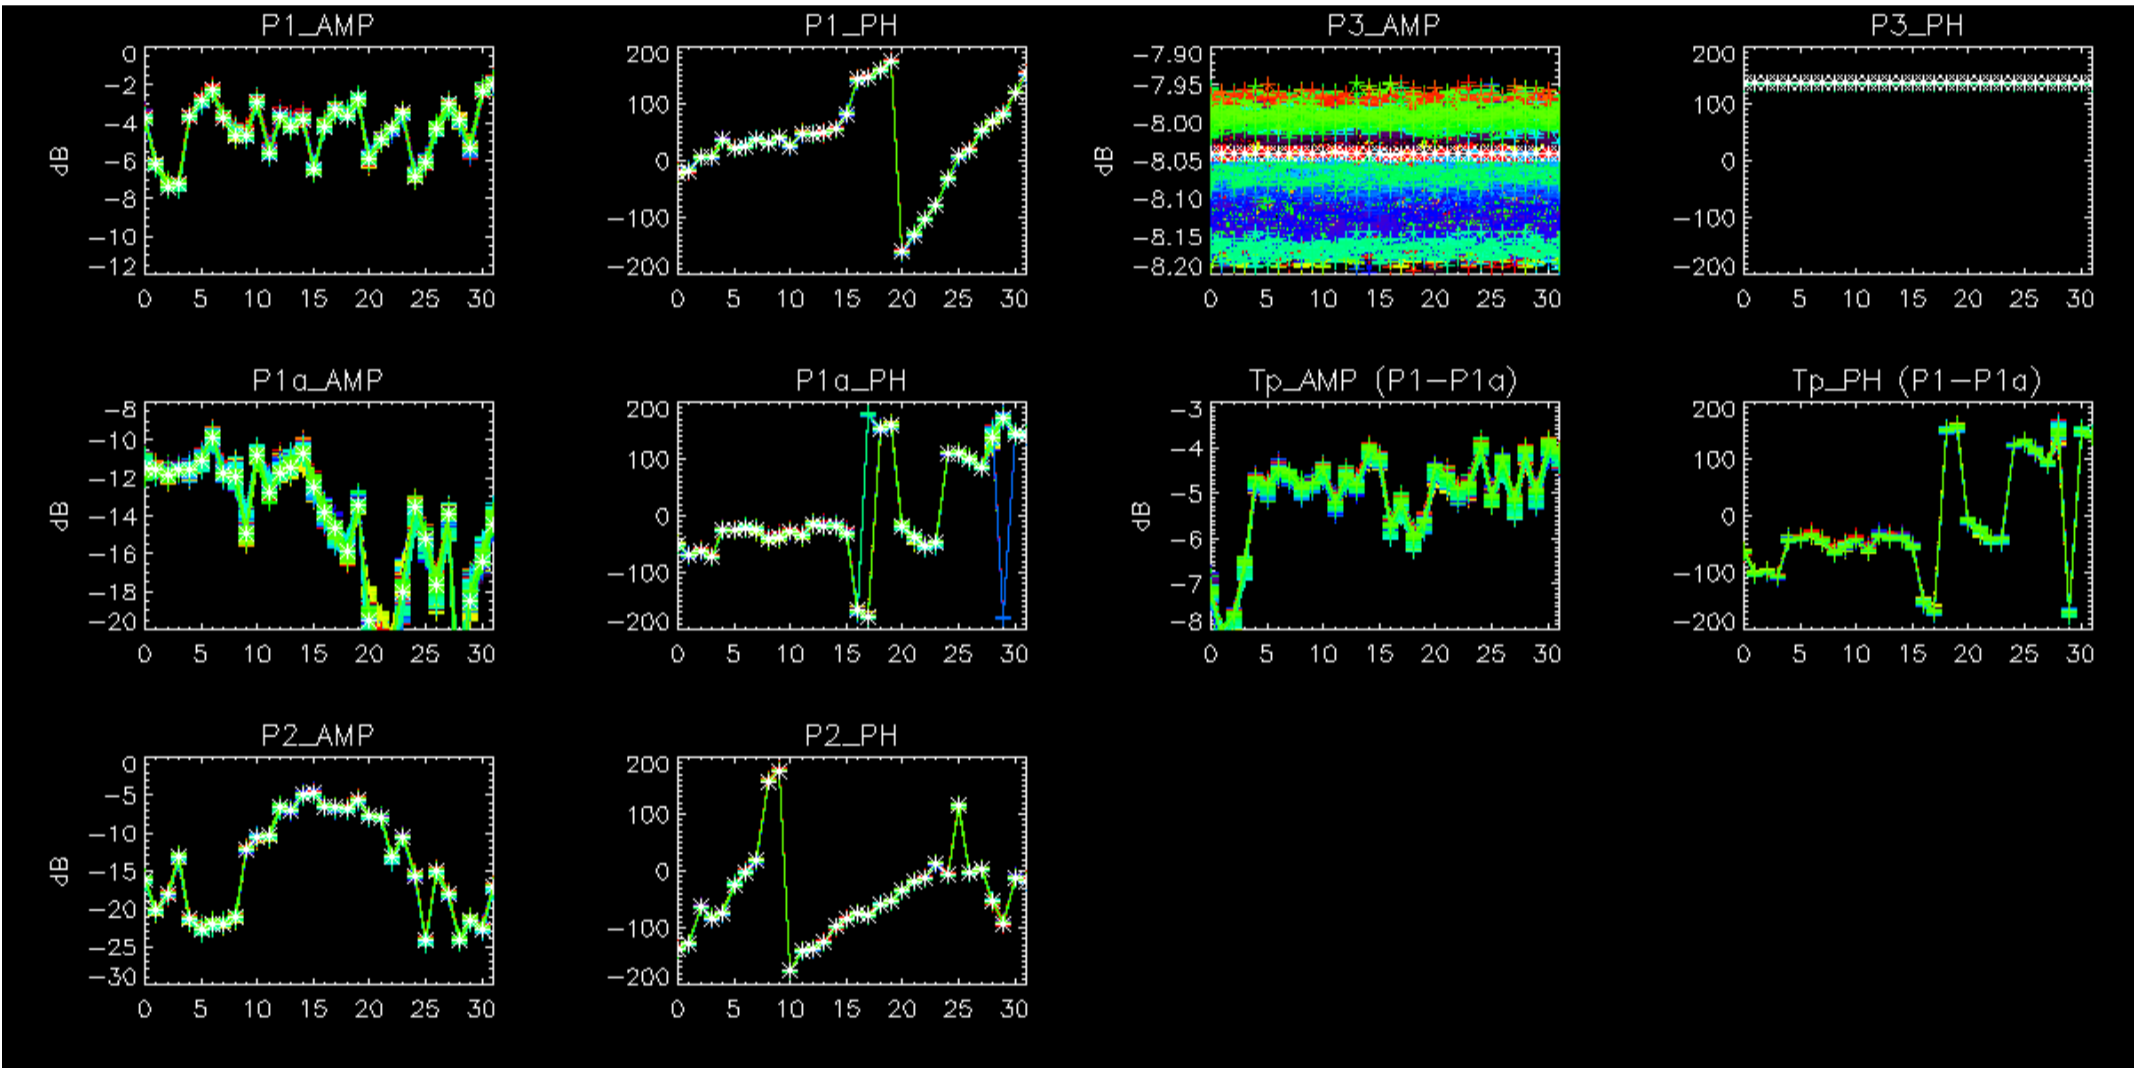 P1_AMP P1_PH P3_AMP P3_PH
dB 0 −2 −4 −6 −8 −10 −12
0 5 10 15 20 25 30
200 100 0 −100 −200
0 5 10 15 20 25 30
dB −7.90 −7.95 −8.00 −8.05 −8.10 −8.15 −8.20
0 5 10 15 20 25 30
200 100 0 −100 −200
0 5 10 15 20 25 30
P1a_AMP P1a_PH Tp_AMP (P1−P1a) Tp_PH (P1−P1a)
dB −8 −10 −12 −14 −16 −18 −20
0 5 10 15 20 25 30
200 100 0 −100 −200
0 5 10 15 20 25 30
dB −3 −4 −5 −6 −7 −8
0 5 10 15 20 25 30
200 100 0 −100 −200
0 5 10 15 20 25 30
P2_AMP P2_PH
dB 0 −5 −10 −15 −20 −25 −30
0 5 10 15 20 25 30
200 100 0 −100 −200
0 5 10 15 20 25 30